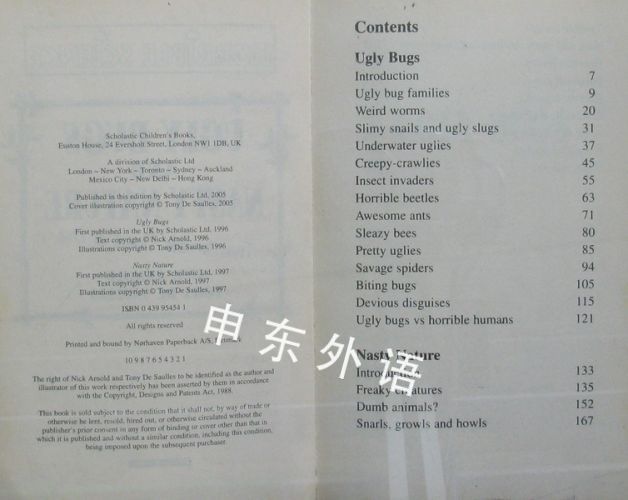 Scholastic Children's Books,
Euston House, 24 Eversholt Street, London NW1 1DB, UK
A division of Scholastic Ltd
London ~ New York ~ Toronto ~ Sydney ~ Auckland
Mexico City ~ New Delhi ~ Hong Kong
Published in this edition by Scholastic Ltd, 2005
Cover illustration copyright © Tony De Saulles, 2005
Ugly Bugs
First published in the UK by Scholastic Ltd, 1996
Text copyright © Nick Arnold, 1996
Illustrations copyright © Tony De Saulles, 1996
Nasty Nature
First published in the UK by Scholastic Ltd, 1997
Text copyright © Nick Arnold, 1997
Illustrations copyright © Tony De Saulles, 1997
ISBN 0 439 95454 1
All rights reserved
Printed and bound by Nørhaven Paperback A/S, Denmark
10 9 8 7 6 5 4 3 2 1
The right of Nick Arnold and Tony De Saulles to be identified as the author and
illustrator of this work respectively has been asserted by them in accordance
with the Copyright, Designs and Patents Act, 1988.
This book is sold subject to the condition that it shall not, by way of trade or
otherwise be lent, resold, hired out, or otherwise circulated without the
publisher's prior consent in any form of binding or cover other than that in
which it is published and without a similar condition, including this condition,
being imposed upon the subsequent purchaser.
Contents
Ugly Bugs
Introduction 7
Ugly bug families 9
Weird worms 20
Slimy snails and ugly slugs 31
Underwater uglies 37
Creepy-crawlies 45
Insect invaders 55
Horrible beetles 63
Awesome ants 71
Sleazy bees 80
Pretty uglies 85
Savage spiders 94
Biting bugs 105
Devious disguises 115
Ugly bugs vs horrible humans 121
Nasty Nature
Introduction 133
Freaky creatures 135
Dumb animals? 152
Snarls, growls and howls 167
申东外语